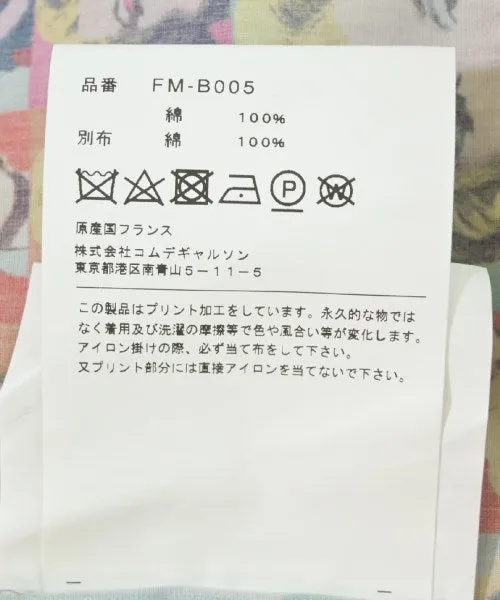 品番 FM-B005
綿 100%
別布 綿 100%
P W
原産国フランス
株式会社コムデギャルソン
東京都港区南青山5-11-5
この製品はプリント加工をしています。永久的な物では
なく着用及び洗濯の摩擦等で色や風合い等が変化します。
アイロン掛けの際、必ず当て布をして下さい。
又プリント部分には直接アイロンを当てないで下さい。